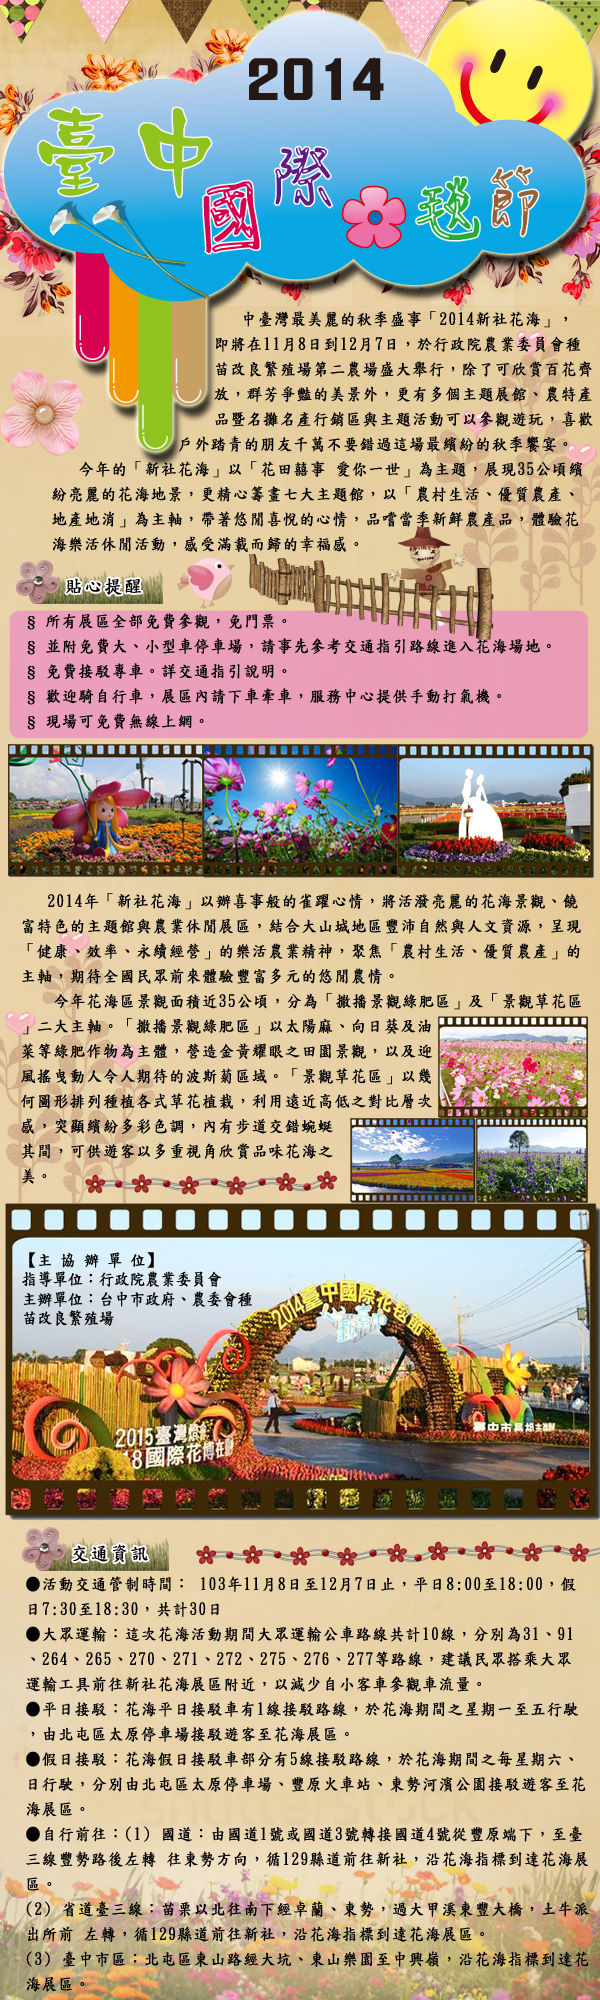 2014
臺中
國際
毯節
中臺灣最美麗的秋季盛事「2014新社花海」，
即將在11月8日到12月7日，於行政院農業委員會種
苗改良繁殖場第二農場盛大舉行，除了可欣賞百花齊
放，群芳爭豔的美景外，更有多個主題展館、農特產
品暨名攤名產行銷區與主題活動可以參觀遊玩，喜歡
戶外踏青的朋友千萬不要錯過這場最繽紛的秋季饗宴。
今年的「新社花海」以「花田囍事 愛你一世」為主題，展現35公頃繽
紛亮麗的花海地景，更精心籌畫七大主題館，以「農村生活、優質農產、
地產地消」為主軸，帶著悠閒喜悅的心情，品嚐當季新鮮農產品，體驗花
海樂活休閒活動，感受滿載而歸的幸福感。
貼心提醒
§ 所有展區全部免費參觀，免門票。
§ 並附免費大、小型車停車場，請事先參考交通指引路線進入花海場地。
§ 免費接駁專車。詳交通指引說明。
§ 歡迎騎自行車，展區內請下車牽車，服務中心提供手動打氣機。
§ 現場可免費無線上網。
2014年「新社花海」以辦喜事般的雀躍心情，將活潑亮麗的花海景觀、饒
富特色的主題館與農業休閒展區，結合大山城地區豐沛自然與人文資源，呈現
「健康、效率、永續經營」的樂活農業精神，聚焦「農村生活、優質農產」的
主軸，期待全國民眾前來體驗豐富多元的悠閒農情。
今年花海區景觀面積近35公頃，分為「撒播景觀綠肥區」及「景觀草花區
」二大主軸。「撒播景觀綠肥區」以太陽麻、向日葵及油
菜等綠肥作物為主體，營造金黃耀眼之田園景觀，以及迎
風搖曳動人令人期待的波斯菊區域。「景觀草花區」以幾
何圖形排列種植各式草花植栽，利用遠近高低之對比層次
感，突顯繽紛多彩色調，內有步道交錯蜿蜒
其間，可供遊客以多重視角欣賞品味花海之
美。
【主 協 辦 單 位】
指導單位：行政院農業委員會
主辦單位：台中市政府、農委會種
苗改良繁殖場
2014臺中國際花毯節
2015臺灣燈會
'8國際花博在臺中
臺中市長胡志強
交通資訊
●活動交通管制時間： 103年11月8日至12月7日止，平日8:00至18:00，假
日7:30至18:30，共計30日
●大眾運輸：這次花海活動期間大眾運輸公車路線共計10線，分別為31、91
、264、265、270、271、272、275、276、277等路線，建議民眾搭乘大眾
運輸工具前往新社花海展區附近，以減少自小客車參觀車流量。
●平日接駁：花海平日接駁車有1線接駁路線，於花海期間之星期一至五行駛
，由北屯區太原停車場接駁遊客至花海展區。
●假日接駁：花海假日接駁車部分有5線接駁路線，於花海期間之每星期六、
日行駛，分別由北屯區太原停車場、豐原火車站、東勢河濱公園接駁遊客至花
海展區。
●自行前往：(1) 國道：由國道1號或國道3號轉接國道4號從豐原端下，至臺
三線豐勢路後左轉 往東勢方向，循129縣道前往新社，沿花海指標到達花海展
區。
(2) 省道臺三線：苗栗以北往南下經卓蘭、東勢，過大甲溪東豐大橋，土牛派
出所前 左轉，循129縣道前往新社，沿花海指標到達花海展區。
(3) 臺中市區：北屯區東山路經大坑、東山樂園至中興嶺，沿花海指標到達花
海展區。